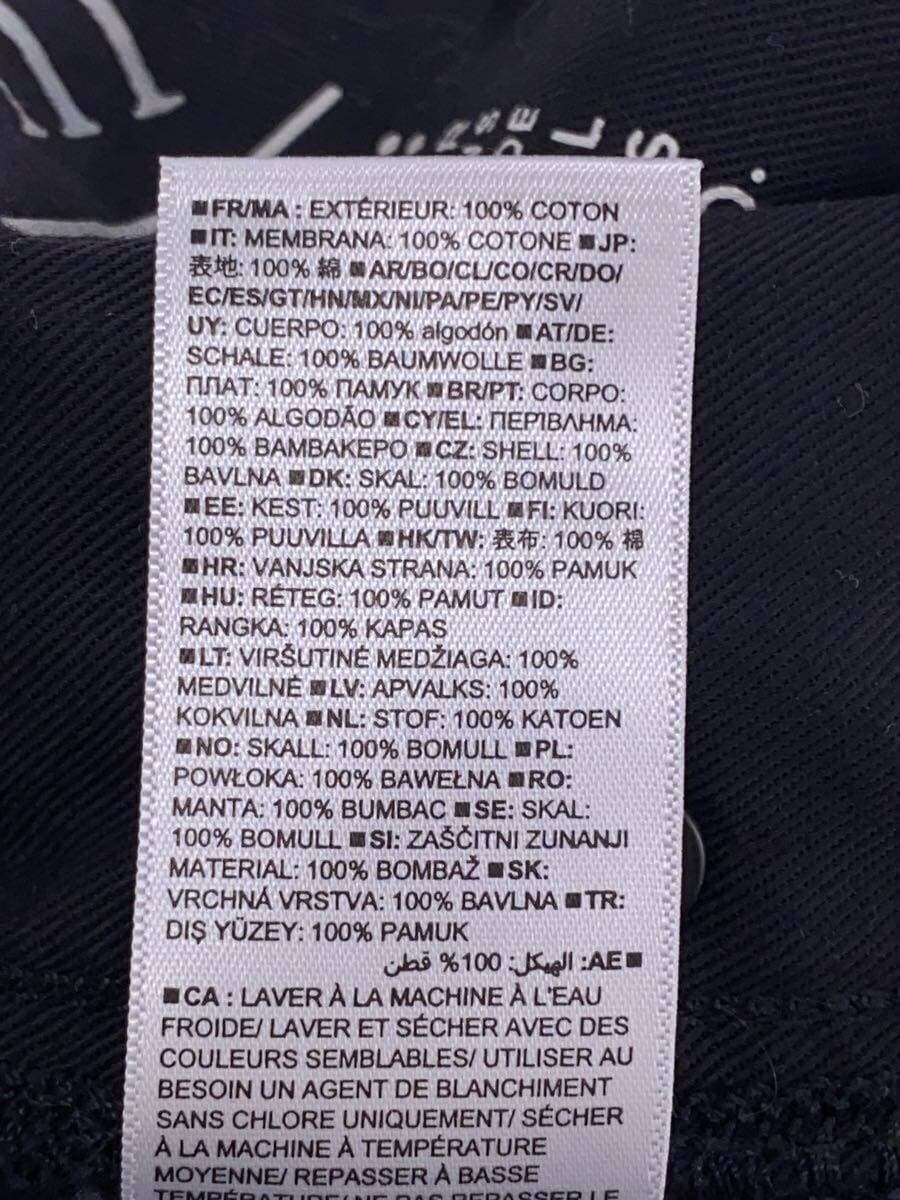 ■FR/MA : EXTÉRIEUR: 100% COTON
■IT: MEMBRANA: 100% COTONE ■JP:
表地: 100% 綿 ■AR/BO/CL/CO/CR/DO/
EC/ES/GT/HN/MX/NI/PA/PE/PY/SV/
UY: CUERPO: 100% algodón ■AT/DE:
SCHALE: 100% BAUMWOLLE ■BG:
ПЛАТ: 100% ПАМУК ■BR/PT: CORPO:
100% ALGODÃO ■CY/EL: ΠΕΡΊΒΛΗΜΑ:
100% ΒΑΜΒΑΚΕΡΟ ■CZ: SHELL: 100%
BAVLNA ■DK: SKAL: 100% BOMULD
■EE: KEST: 100% PUUVILL ■FI: KUORI:
100% PUUVILLA ■HK/TW: 表布: 100% 棉
■HR: VANJSKA STRANA: 100% PAMUK
■HU: RÉTEG: 100% PAMUT ■ID:
RANGKA: 100% KAPAS
■LT: VIRŠUTINĖ MEDŽIAGA: 100%
MEDVILNĖ ■LV: APVALKS: 100%
KOKVILNA ■NL: STOF: 100% KATOEN
■NO: SKALL: 100% BOMULL ■PL:
POWŁOKA: 100% BAWEŁNA ■RO:
MANTA: 100% BUMBAC ■SE: SKAL:
100% BOMULL ■SI: ZAŠČITNI ZUNANJI
MATERIAL: 100% BOMBAŽ ■SK:
VRCHNÁ VRSTVA: 100% BAVLNA ■TR:
DIŞ YÜZEY: 100% PAMUK
■AE: الهيكل: 100% قطن
■CA : LAVER À LA MACHINE À L'EAU
FROIDE/ LAVER ET SÉCHER AVEC DES
COULEURS SEMBLABLES/ UTILISER AU
BESOIN UN AGENT DE BLANCHIMENT
SANS CHLORE UNIQUEMENT/ SÉCHER
À LA MACHINE À TEMPÉRATURE
MOYENNE/ REPASSER À BASSE
TEMPÉRATURE/ NE PAS REPASSER LE